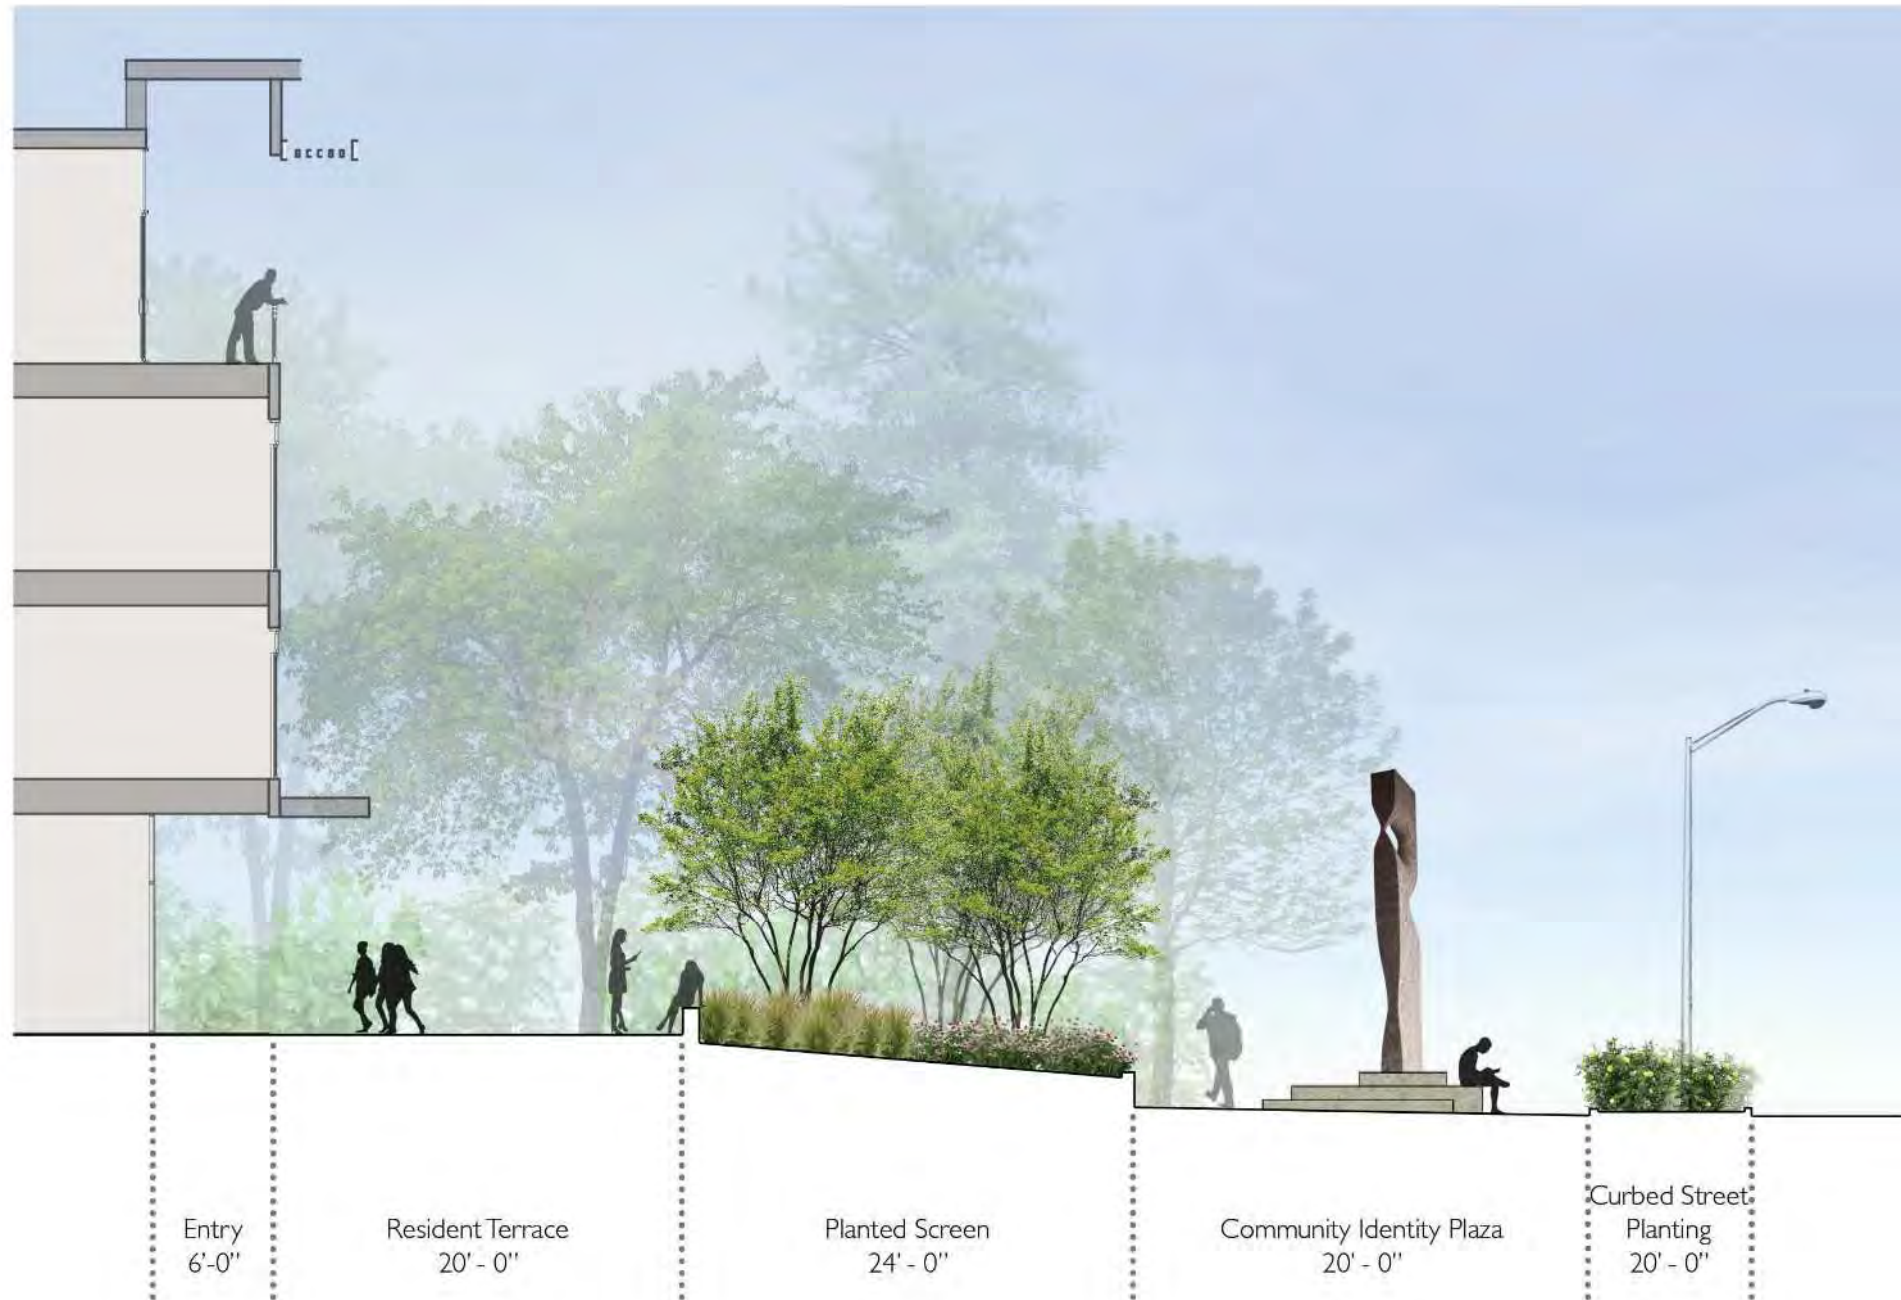 Entry
6'-0"
Resident Terrace
20' - 0"
Planted Screen
24' - 0"
Community Identity Plaza
20' - 0"
Curbed Street
Planting
20' - 0"